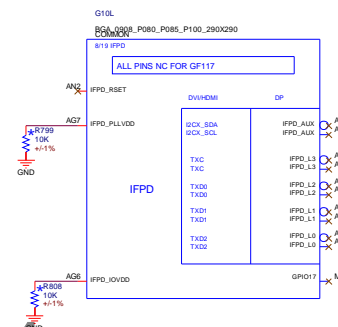 G10L
BGA_0908_P080_P085_P100_290X290
COMMON
8/19 IFPD
ALL PINS NC FOR GF117
AN2
IFPD_RSET
DVI/HDMI
DP
AG7
IFPD_PLLVDD
I2CX_SDA
I2CX_SCL
IFPD_AUX
IFPD_AUX
R799
10K
+/-1%
GND
TXC
TXC
IFPD_L3
IFPD_L3
IFPD
TXD0
TXD0
IFPD_L2
IFPD_L2
TXD1
TXD1
IFPD_L1
IFPD_L1
TXD2
TXD2
IFPD_L0
IFPD_L0
AG6
IFPD_IOVDD
GPIO17
R808
10K
+/-1%
GND